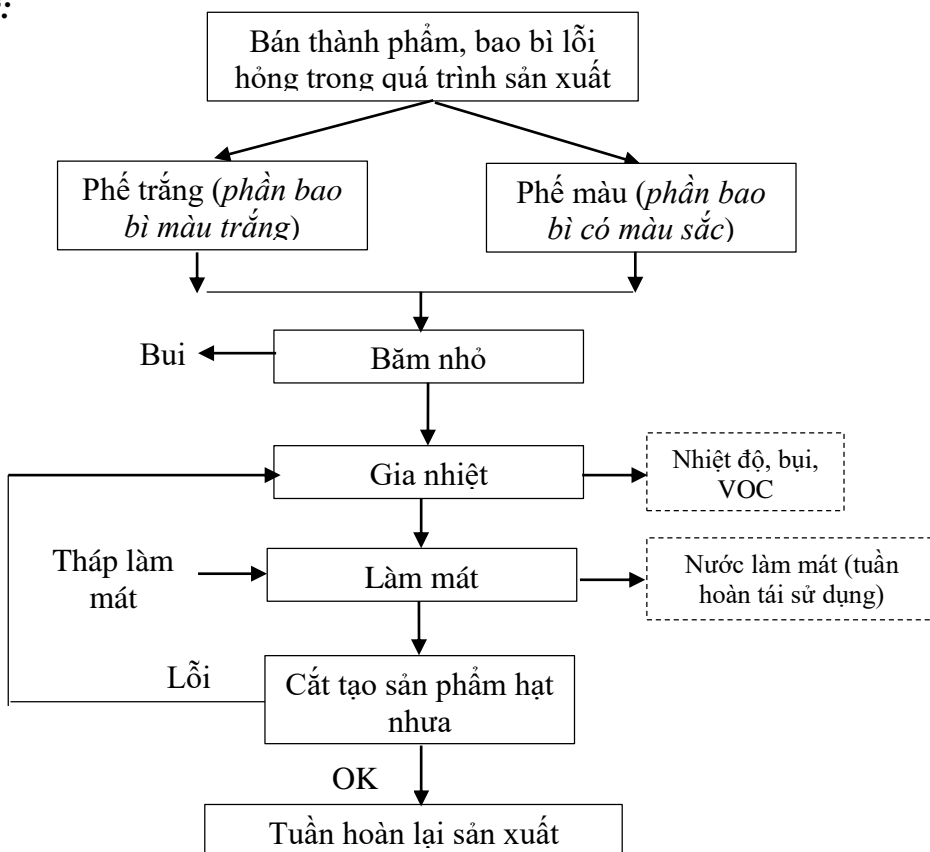 :
Bán thành phẩm, bao bì lỗi
hỏng trong quá trình sản xuất
Phế trắng (phần bao
bì màu trắng)
Phế màu (phần bao
bì có màu sắc)
Bui
Băm nhỏ
Gia nhiệt
Nhiệt độ, bụi,
VOC
Tháp làm
mát
Làm mát
Nước làm mát (tuần
hoàn tái sử dụng)
Lỗi
Cắt tạo sản phẩm hạt
nhưa
OK
Tuần hoàn lại sản xuất